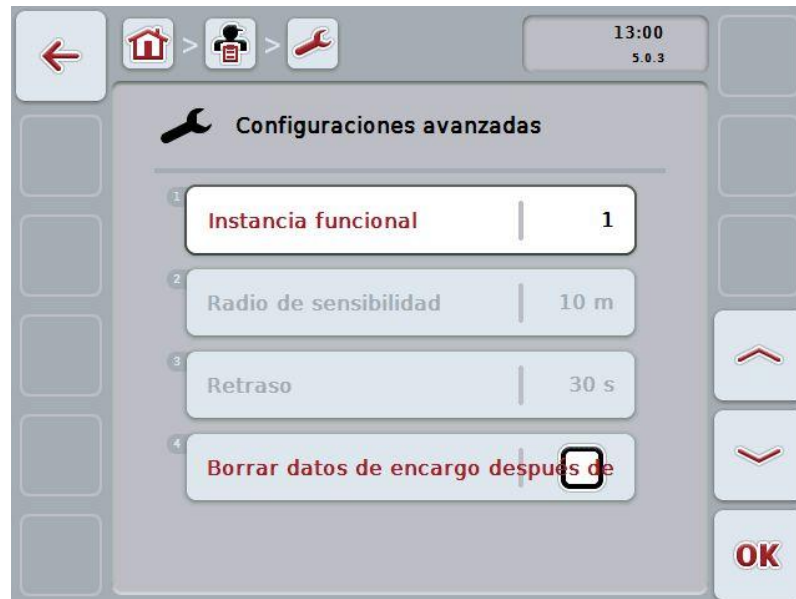 > >
13:00
5.0.3
Configuraciones avanzadas
1
Instancia funcional 1
2
Radio de sensibilidad 10 m
3
Retraso 30 s
4
Borrar datos de encargo después de
OK